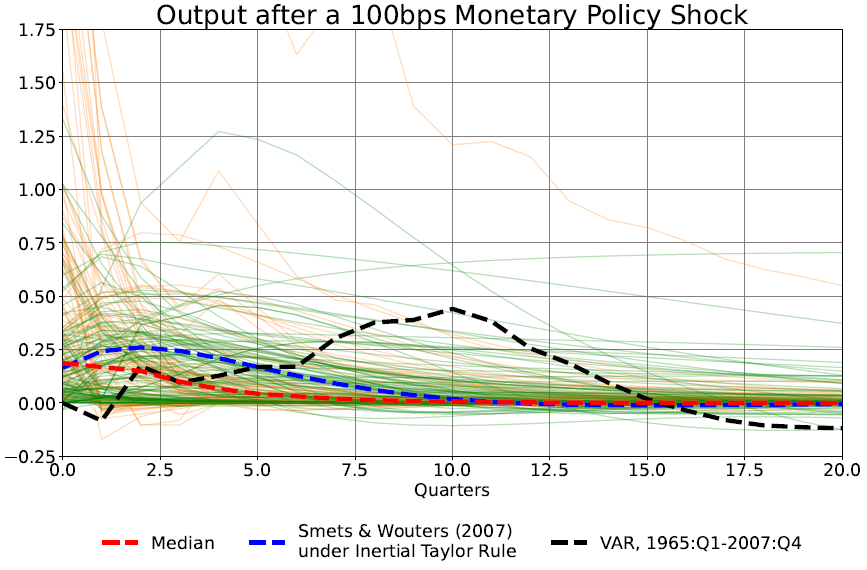 Output after a 100bps Monetary Policy Shock
1.75
1.50
1.25
1.00
0.75
0.50
0.25
0.00
−0.25
0.0 2.5 5.0 7.5 10.0 12.5 15.0 17.5 20.0
Quarters
Median
Smets & Wouters (2007)
under Inertial Taylor Rule
VAR, 1965:Q1-2007:Q4